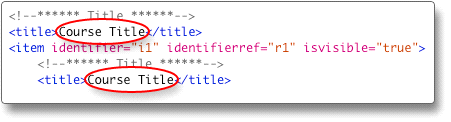 <!--****** Title ******-->
<title>Course Title</title>
<item identifier="i1" identifierref="r1" isvisible="true">
<!--****** Title ******-->
<title>Course Title</title>